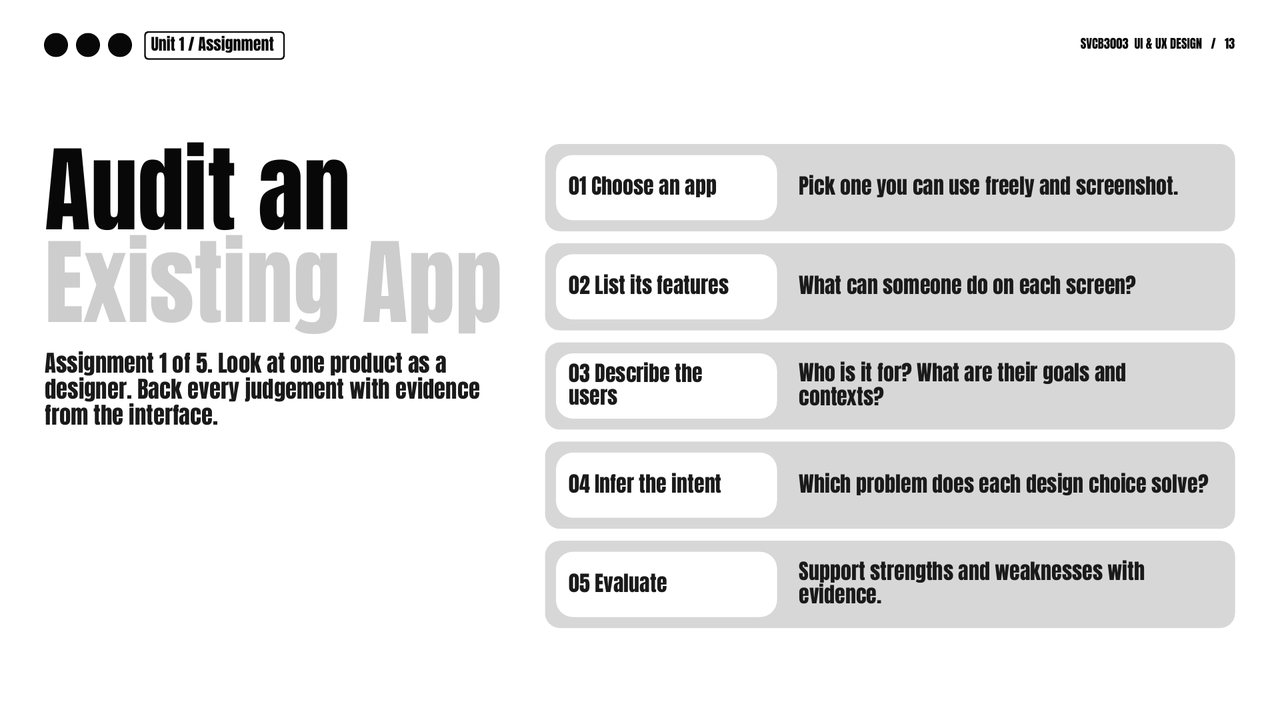 Unit 1 / Assignment
SVCB3003 UI & UX DESIGN / 13
Audit an
Existing App
Assignment 1 of 5. Look at one product as a
designer. Back every judgement with evidence
from the interface.
01 Choose an app
Pick one you can use freely and screenshot.
02 List its features
What can someone do on each screen?
03 Describe the
users
Who is it for? What are their goals and
contexts?
04 Infer the intent
Which problem does each design choice solve?
05 Evaluate
Support strengths and weaknesses with
evidence.